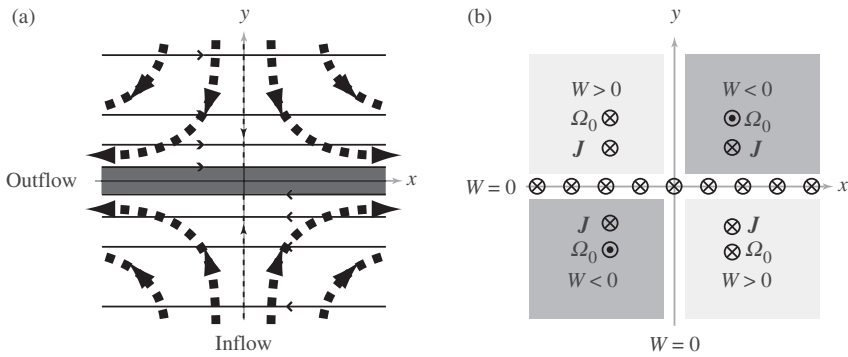 (a)
y
Outflow
x
Inflow
(b)
y
W > 0
W < 0
Ω₀ ⊗
⊙ Ω₀
J ⊗
⊗ J
W = 0 ⊗ ⊗ ⊗ ⊗ ⊗ ⊗ ⊗ ⊗ ⊗ x
J ⊗
⊗ J
Ω₀ ⊙
⊗ Ω₀
W < 0
W > 0
W = 0